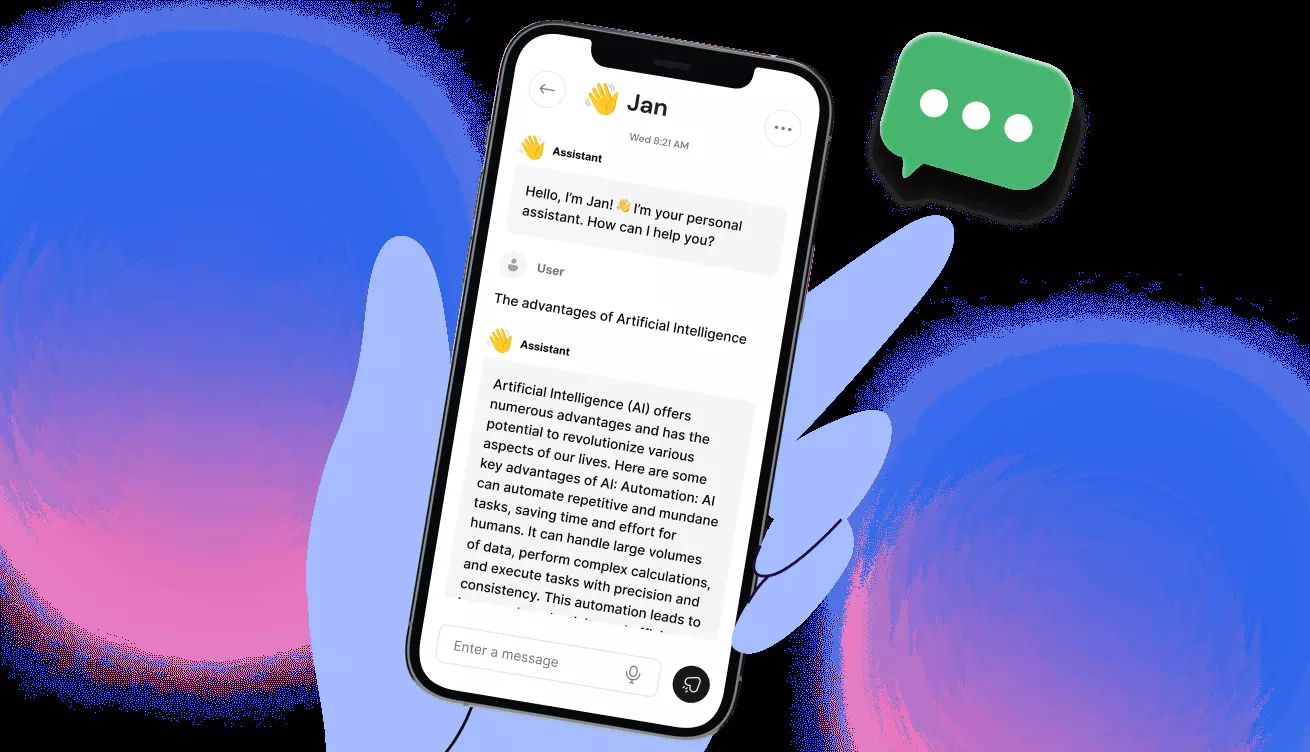 Jan
Wed 8:21 AM
Assistant
Hello, I'm Jan! 👋 I'm your personal
assistant. How can I help you?
User
The advantages of Artificial Intelligence
Assistant
Artificial Intelligence (AI) offers
numerous advantages and has the
potential to revolutionize various
aspects of our lives. Here are some
key advantages of AI: Automation: AI
can automate repetitive and mundane
tasks, saving time and effort for
humans. It can handle large volumes
of data, perform complex calculations,
and execute tasks with precision and
consistency. This automation leads to
Enter a message